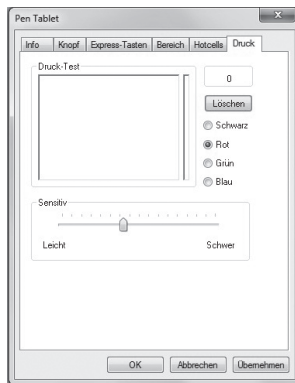 Pen Tablet
Info Knopf Express-Tasten Bereich Hotcells Druck
Druck-Test
0
Löschen
Schwarz
Rot
Grün
Blau
Sensitiv
Leicht Schwer
OK Abbrechen Übernehmen